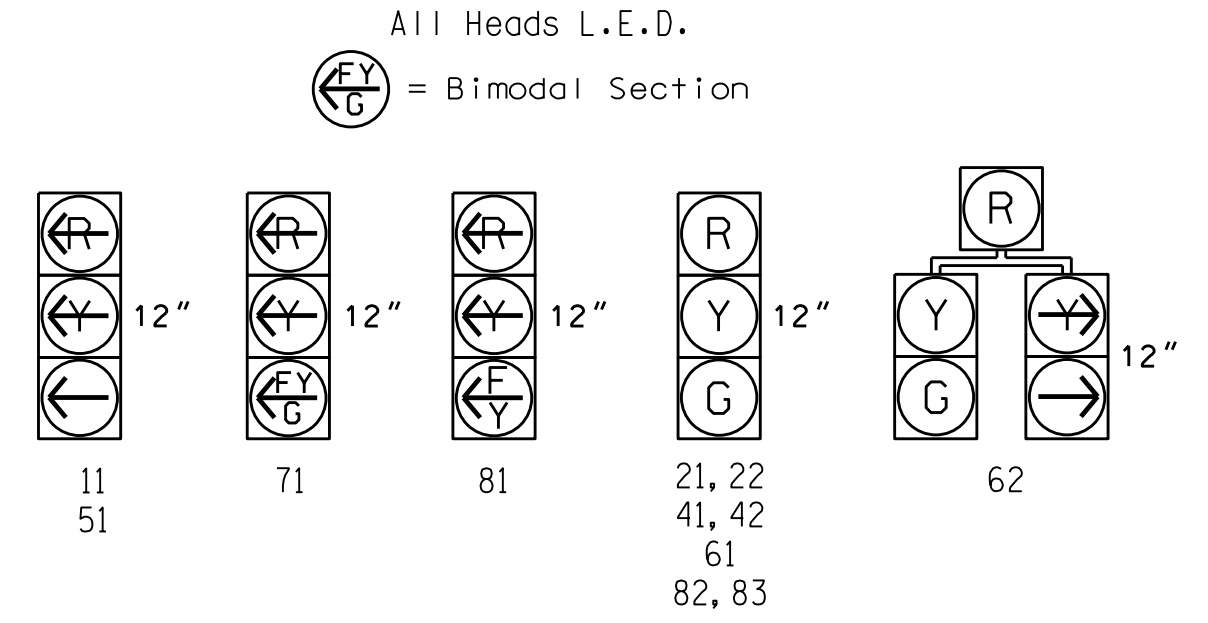 All Heads L.E.D.
FY
G
= Bimodal Section
R
Y
12"
11
51
R
Y
FY
G
12"
71
R
Y
F
Y
12"
81
R
Y
G
12"
21, 22
41, 42
61
82, 83
R
Y
Y
G
12"
62